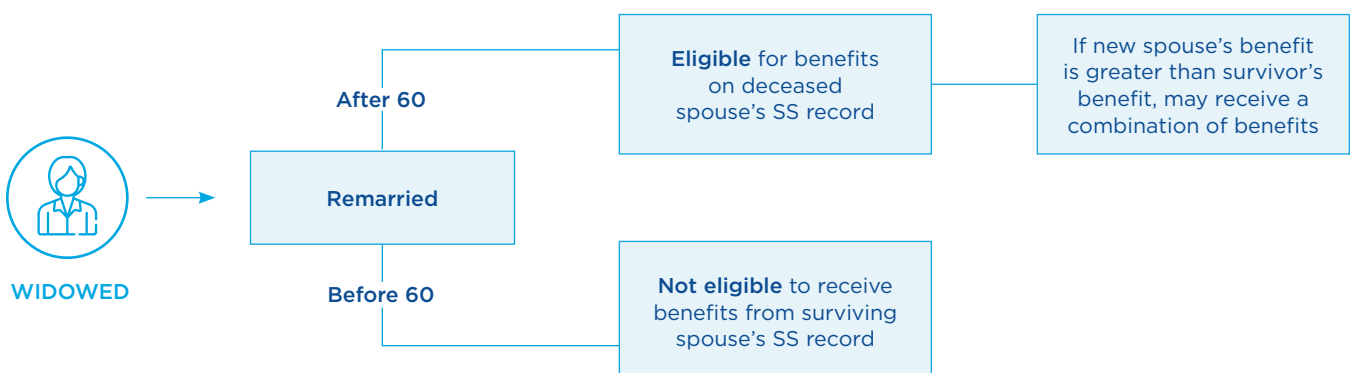 WIDOWED
Remarried
After 60
Eligible for benefits
on deceased
spouse’s SS record
If new spouse’s benefit
is greater than survivor’s
benefit, may receive a
combination of benefits
Before 60
Not eligible to receive
benefits from surviving
spouse’s SS record